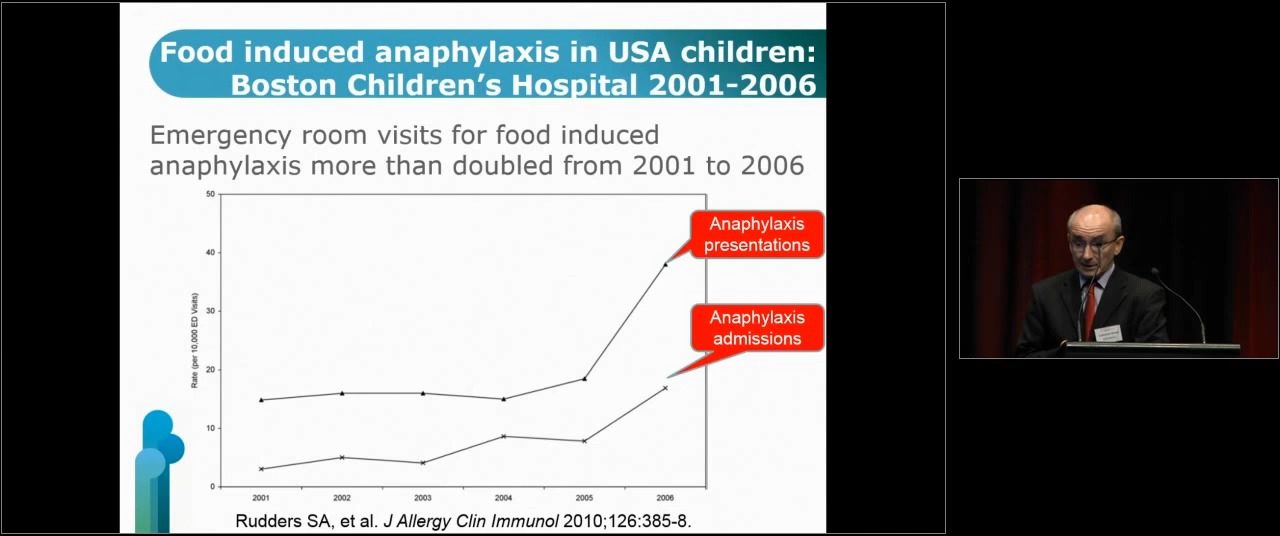 Food induced anaphylaxis in USA children:
Boston Children's Hospital 2001-2006
Emergency room visits for food induced
anaphylaxis more than doubled from 2001 to 2006
50
40
30
20
10
0
Rate (per 10,000 ED Visits)
Anaphylaxis
presentations
Anaphylaxis
admissions
2001 2002 2003 2004 2005 2006
Rudders SA, et al. J Allergy Clin Immunol 2010;126:385-8.